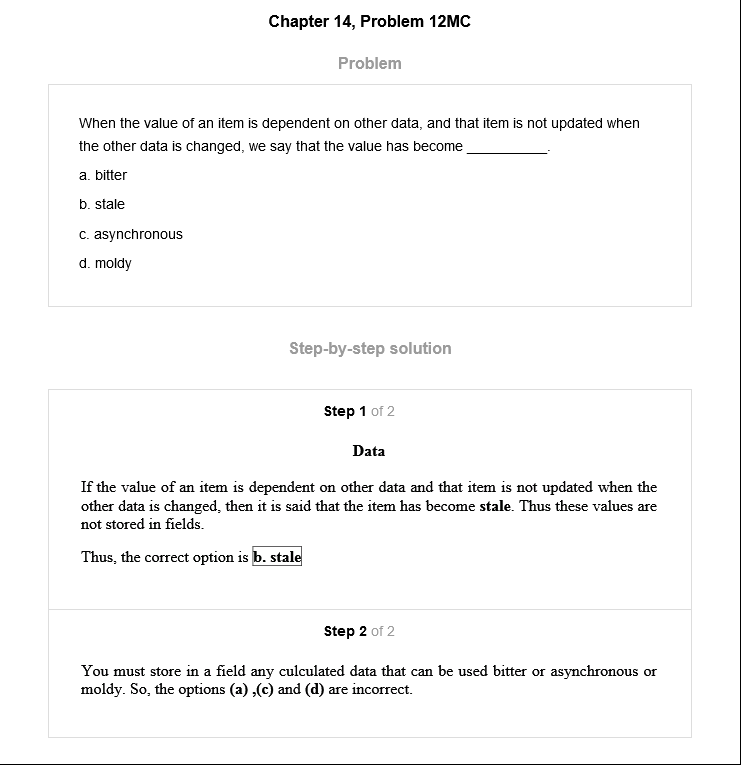 Chapter 14, Problem 12MC
Problem
When the value of an item is dependent on other data, and that item is not updated when
the other data is changed, we say that the value has become __________.
a. bitter
b. stale
c. asynchronous
d. moldy
Step-by-step solution
Step 1 of 2
Data
If the value of an item is dependent on other data and that item is not updated when the
other data is changed, then it is said that the item has become stale. Thus these values are
not stored in fields.
Thus, the correct option is b. stale
Step 2 of 2
You must store in a field any culculated data that can be used bitter or asynchronous or
moldy. So, the options (a) ,(c) and (d) are incorrect.